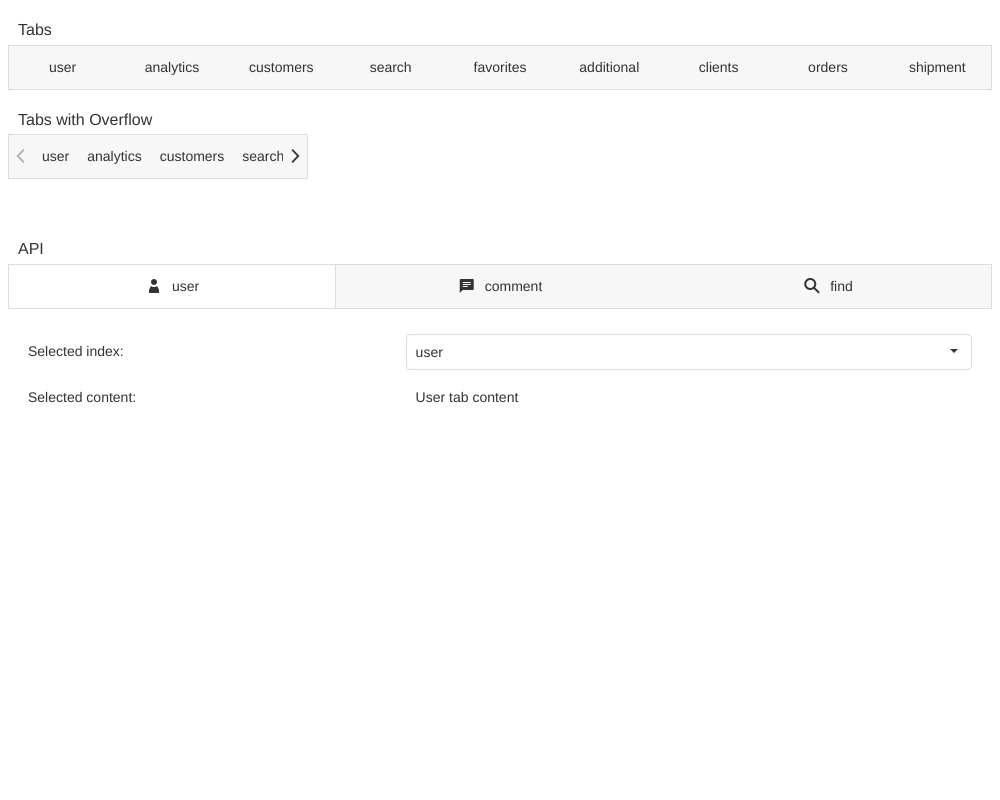 Tabs
user analytics customers search favorites additional clients orders shipment
Tabs with Overflow
user analytics customers search
API
user comment find
Selected index: user
Selected content: User tab content